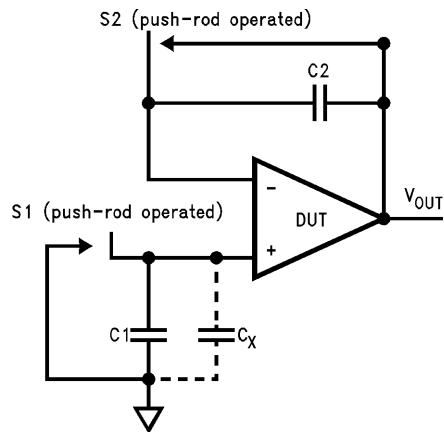 S2 (push-rod operated)
C2
-
DUT
V_OUT
S1 (push-rod operated)
+
C1
C_X